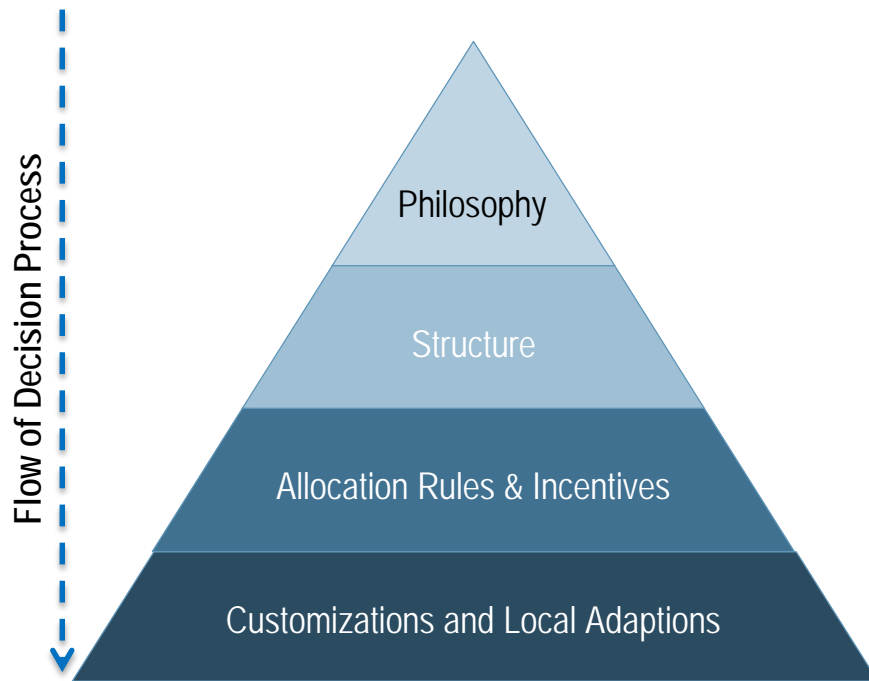 Flow of Decision Process
Philosophy
Structure
Allocation Rules & Incentives
Customizations and Local Adaptions